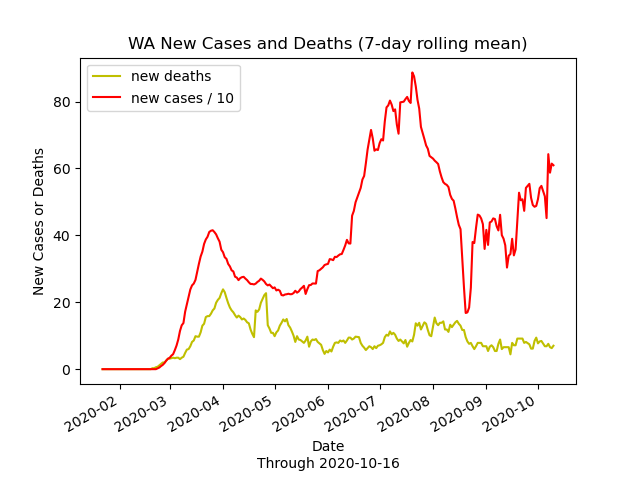 WA New Cases and Deaths (7-day rolling mean)
new deaths
new cases / 10
New Cases or Deaths
80
60
40
20
0
2020-02
2020-03
2020-04
2020-05
2020-06
2020-07
2020-08
2020-09
2020-10
Date
Through 2020-10-16